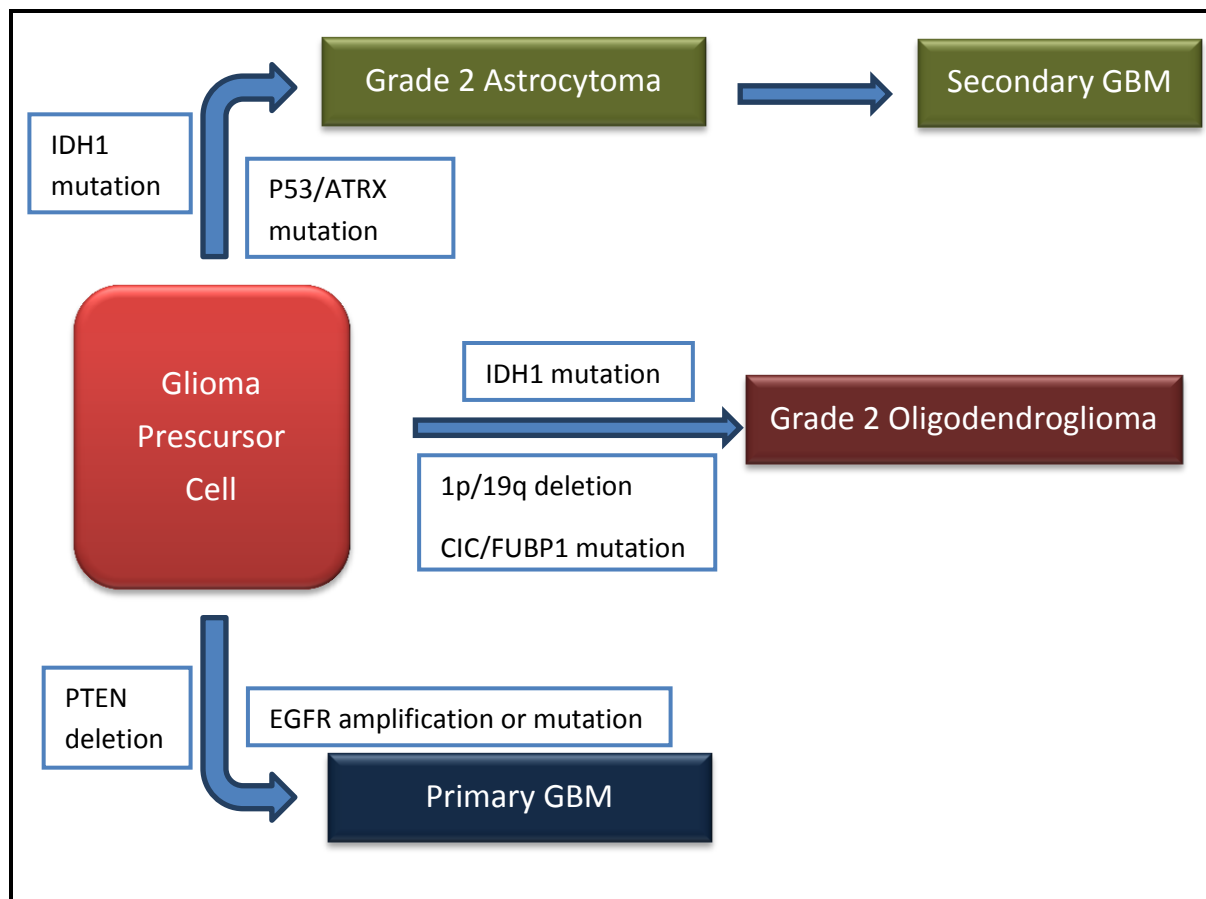 Grade 2 Astrocytoma
Secondary GBM
IDH1
mutation
P53/ATRX
mutation
Glioma
Prescursor
Cell
IDH1 mutation
Grade 2 Oligodendroglioma
1p/19q deletion
CIC/FUBP1 mutation
PTEN
deletion
EGFR amplification or mutation
Primary GBM